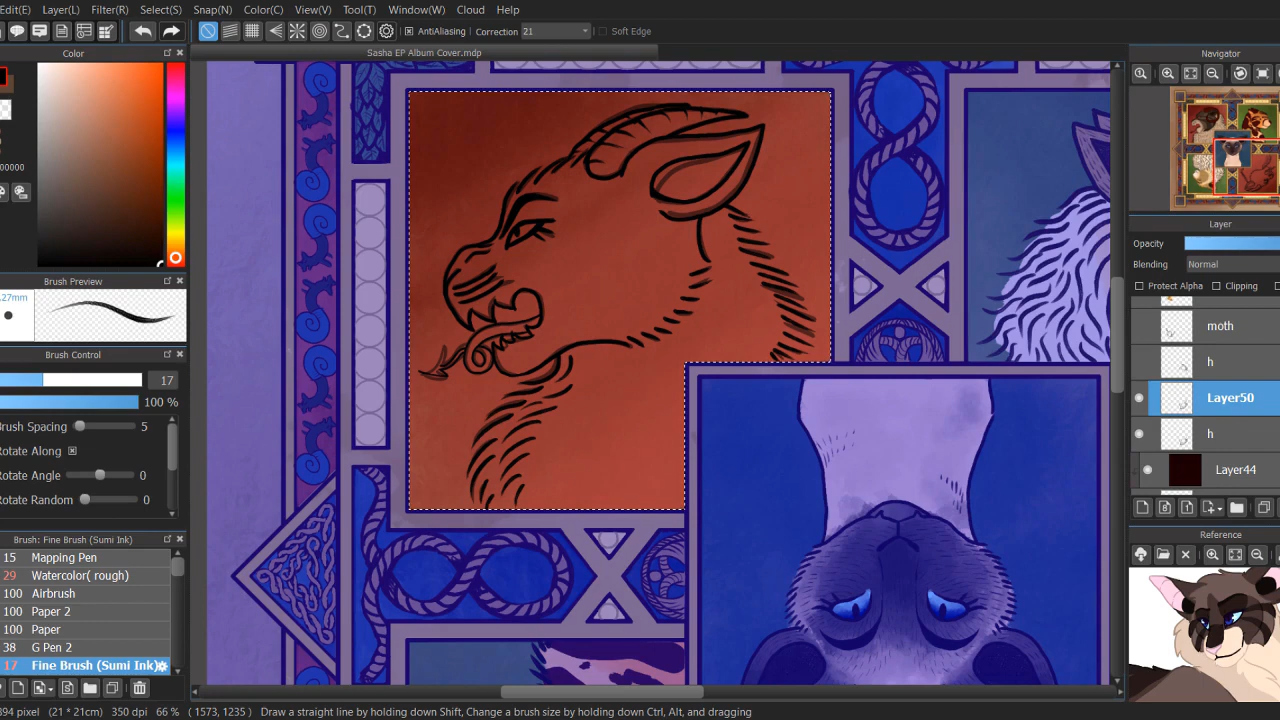 Edit(E) Layer(L) Filter(R) Select(S) Snap(N) Color(C) View(V) Tool(T) Window(W) Cloud Help
AntiAliasing Correction 21 Soft Edge
Color Sasha EP Album Cover.mdp Navigator
00000
Layer
Opacity
Blending Normal
Brush Preview
Protect Alpha Clipping
.27mm
moth
Brush Control
h
17
Layer50
100 %
Brush Spacing 5
h
Rotate Along
Rotate Angle 0
Layer44
Rotate Random 0
Brush: Fine Brush (Sumi Ink)
Reference
15 Mapping Pen
29 Watercolor( rough)
100 Airbrush
100 Paper 2
100 Paper
38 G Pen 2
17 Fine Brush (Sumi Ink)
894 pixel (21 * 21cm) 350 dpi 66 % ( 1573, 1235 ) Draw a straight line by holding down Shift, Change a brush size by holding down Ctrl, Alt, and dragging